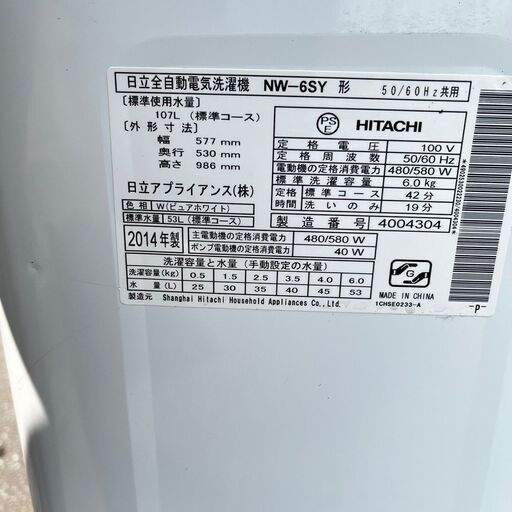 日立全自動電気洗濯機 NW-6SY 形 50/60Hz共用
〔標準使用水量〕
107L (標準コース)
〔外形寸法〕
幅 577 mm
奥行 530 mm
高さ 986 mm
日立アプライアンス(株)
色相 W(ピュアホワイト)
標準水量 53L(標準コース)
PS E HITACHI
定格電圧 100 V
定格周波数 50/60 Hz
電動機の定格消費電力 480/580 W
標準洗濯容量 6.0kg
定格 標準コース 42分
時間 洗いのみ 19分
製造番号 4004304
2014年製
主電動機の定格消費電力 480/580 W
ポンプ電動機の定格消費電力 40 W
洗濯容量と水量 (手動設定の水量)
洗濯容量(kg) 0.5 1.5 2.5 3.5 4.0 6.0
水量(L) 25 30 35 40 45 53
製造元 Shanghai Hitachi Household Appliances Co.,Ltd.
G
MADE IN CHINA
1CHSE0233-A
-P-